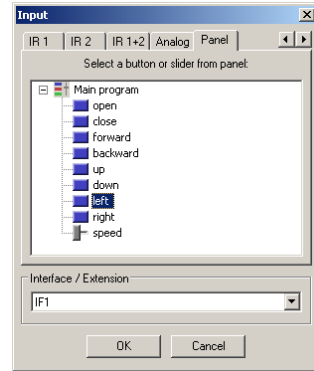 Input
IR 1 IR 2 IR 1+2 Analog Panel
Select a button or slider from panel:
Main program
open
close
forward
backward
up
down
left
right
speed
Interface / Extension
IF1
OK Cancel